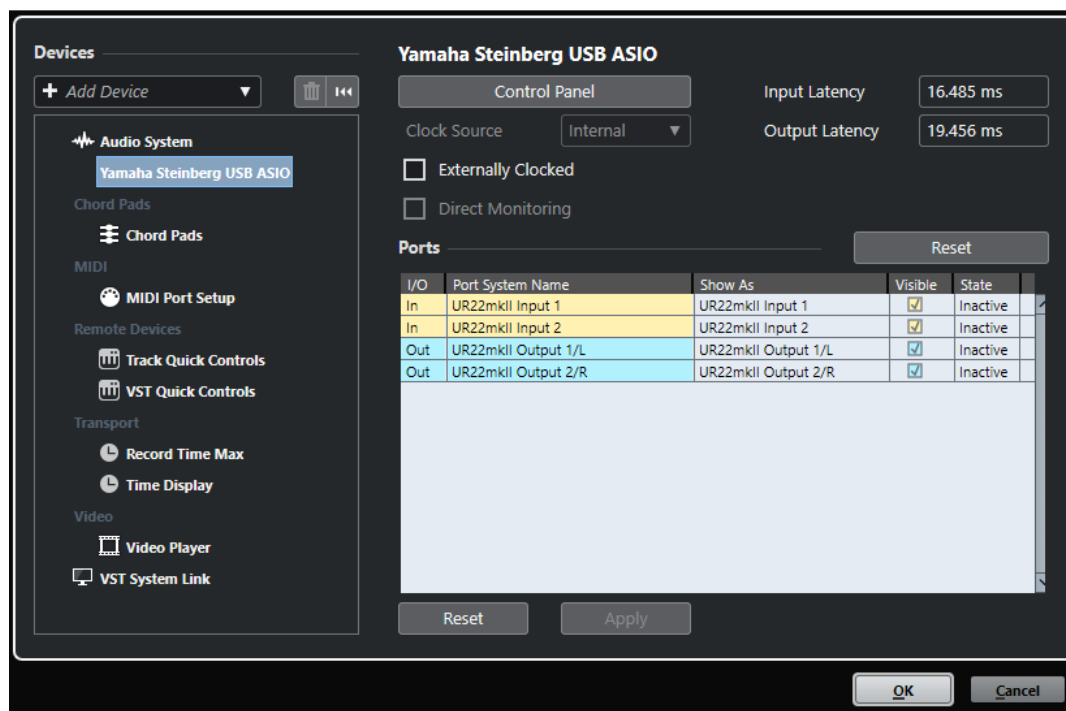 Devices
+ Add Device
Audio System
Yamaha Steinberg USB ASIO
Chord Pads
Chord Pads
MIDI
MIDI Port Setup
Remote Devices
Track Quick Controls
VST Quick Controls
Transport
Record Time Max
Time Display
Video
Video Player
VST System Link
Yamaha Steinberg USB ASIO
Control Panel
Input Latency 16.485 ms
Clock Source Internal
Output Latency 19.456 ms
Externally Clocked
Direct Monitoring
Ports
Reset
I/O Port System Name Show As Visible State
In UR22mkII Input 1 UR22mkII Input 1 Inactive
In UR22mkII Input 2 UR22mkII Input 2 Inactive
Out UR22mkII Output 1/L UR22mkII Output 1/L Inactive
Out UR22mkII Output 2/R UR22mkII Output 2/R Inactive
Reset Apply
OK Cancel